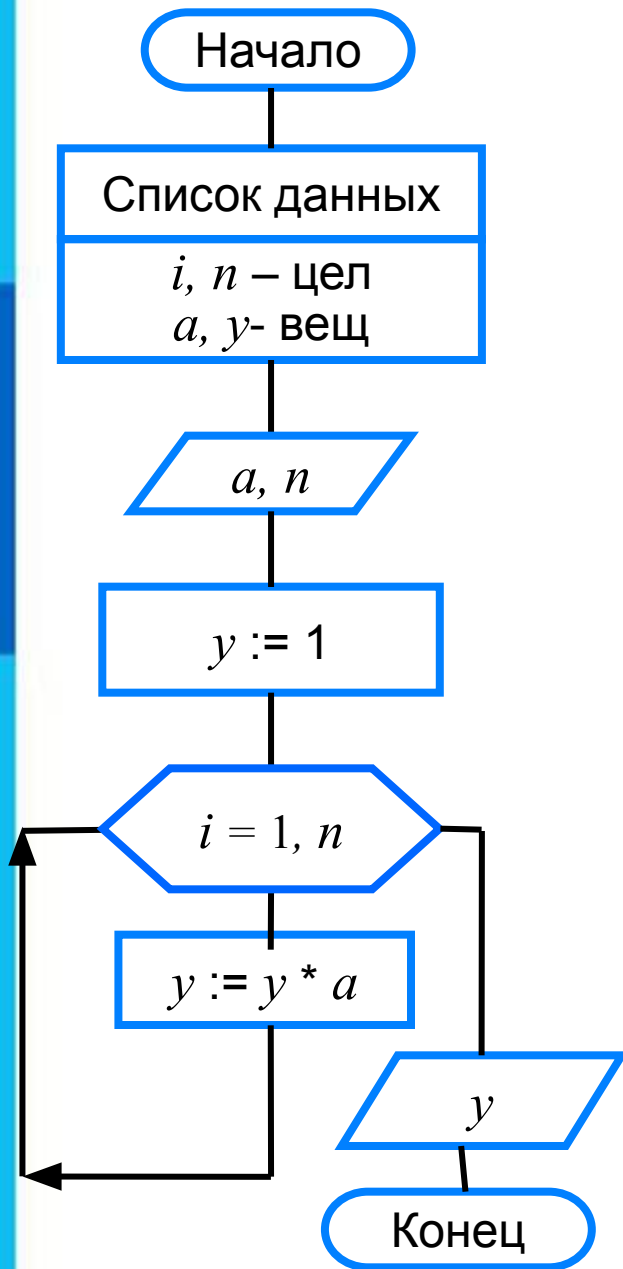 Начало
Список данных
i, n – цел
a, y- вещ
a, n
y := 1
i = 1, n
y := y * a
y
Конец